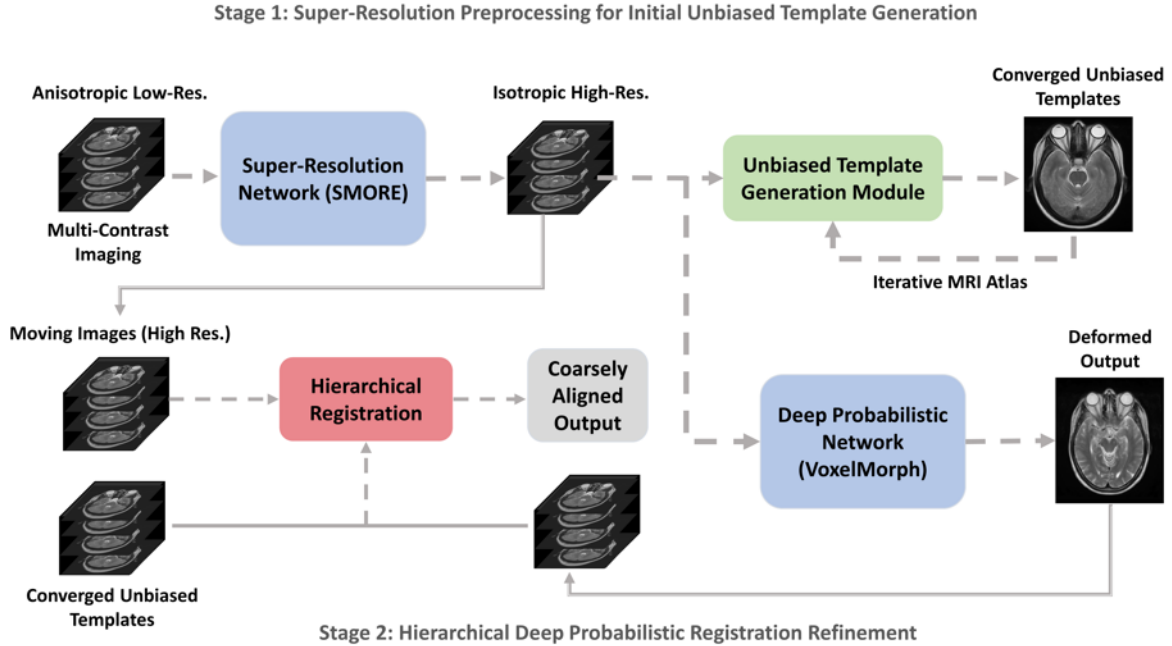 Stage 1: Super-Resolution Preprocessing for Initial Unbiased Template Generation
Anisotropic Low-Res.
Multi-Contrast
Imaging
Super-Resolution
Network (SMORE)
Isotropic High-Res.
Unbiased Template
Generation Module
Converged Unbiased
Templates
Iterative MRI Atlas
Moving Images (High Res.)
Hierarchical
Registration
Coarsely
Aligned
Output
Deep Probabilistic
Network
(VoxelMorph)
Deformed
Output
Converged Unbiased
Templates
Stage 2: Hierarchical Deep Probabilistic Registration Refinement